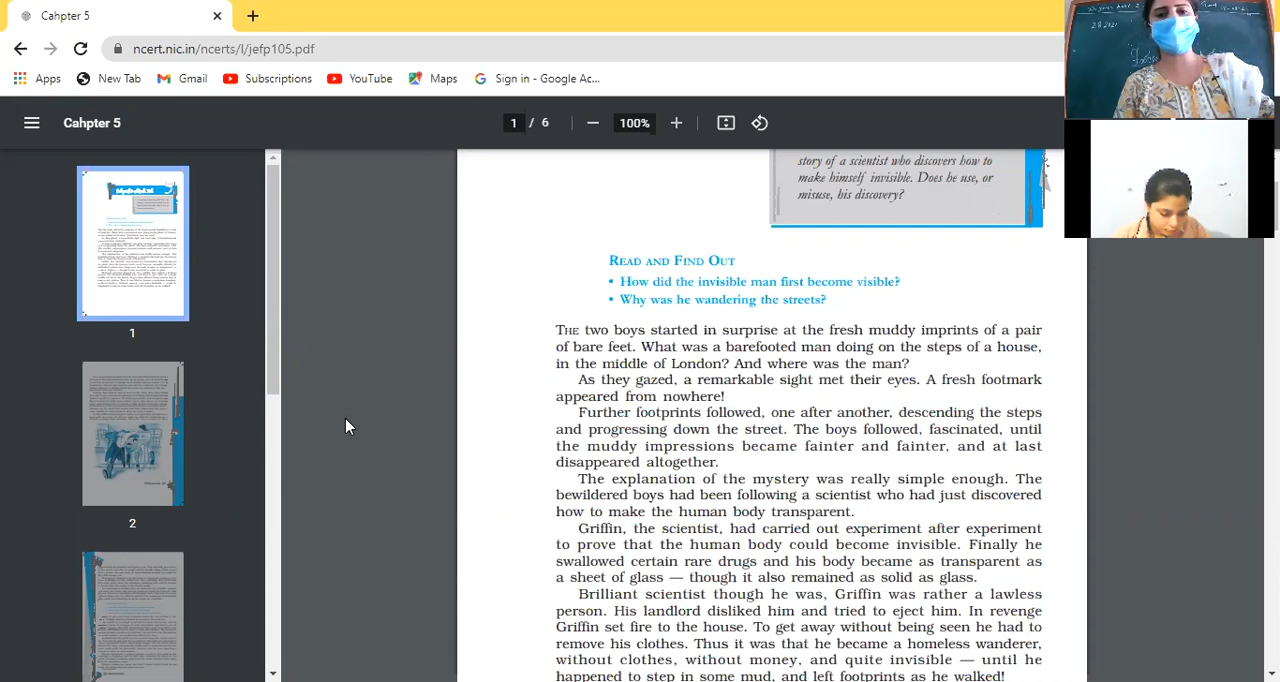 Cahpter 5
ncert.nic.in/ncerts/l/jefp105.pdf
Apps New Tab Gmail Subscriptions YouTube Maps Sign in - Google Ac...
Cahpter 5 1 / 6 100%
story of a scientist who discovers how to
make himself invisible. Does he use, or
misuse, his discovery?
READ AND FIND OUT
• How did the invisible man first become visible?
• Why was he wandering the streets?
THE two boys started in surprise at the fresh muddy imprints of a pair
of bare feet. What was a barefooted man doing on the steps of a house,
in the middle of London? And where was the man?
As they gazed, a remarkable sight met their eyes. A fresh footmark
appeared from nowhere!
Further footprints followed, one after another, descending the steps
and progressing down the street. The boys followed, fascinated, until
the muddy impressions became fainter and fainter, and at last
disappeared altogether.
The explanation of the mystery was really simple enough. The
bewildered boys had been following a scientist who had just discovered
how to make the human body transparent.
Griffin, the scientist, had carried out experiment after experiment
to prove that the human body could become invisible. Finally he
swallowed certain rare drugs and his body became as transparent as
a sheet of glass — though it also remained as solid as glass.
Brilliant scientist though he was, Griffin was rather a lawless
person. His landlord disliked him and tried to eject him. In revenge
Griffin set fire to the house. To get away without being seen he had to
remove his clothes. Thus it was that he became a homeless wanderer,
without clothes, without money, and quite invisible — until he
happened to step in some mud, and left footprints as he walked!
1
2